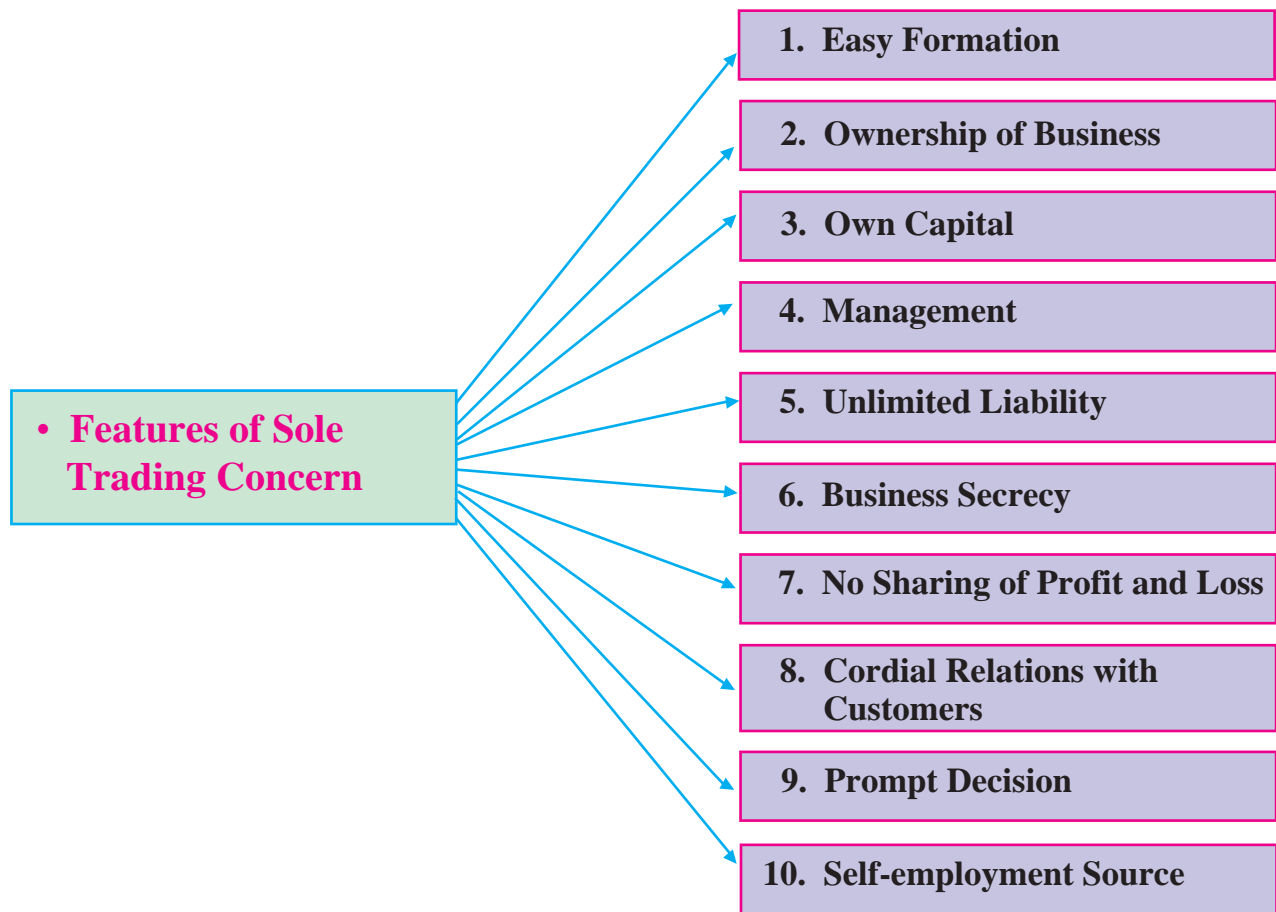 • Features of Sole
Trading Concern
1. Easy Formation
2. Ownership of Business
3. Own Capital
4. Management
5. Unlimited Liability
6. Business Secrecy
7. No Sharing of Profit and Loss
8. Cordial Relations with
Customers
9. Prompt Decision
10. Self-employment Source